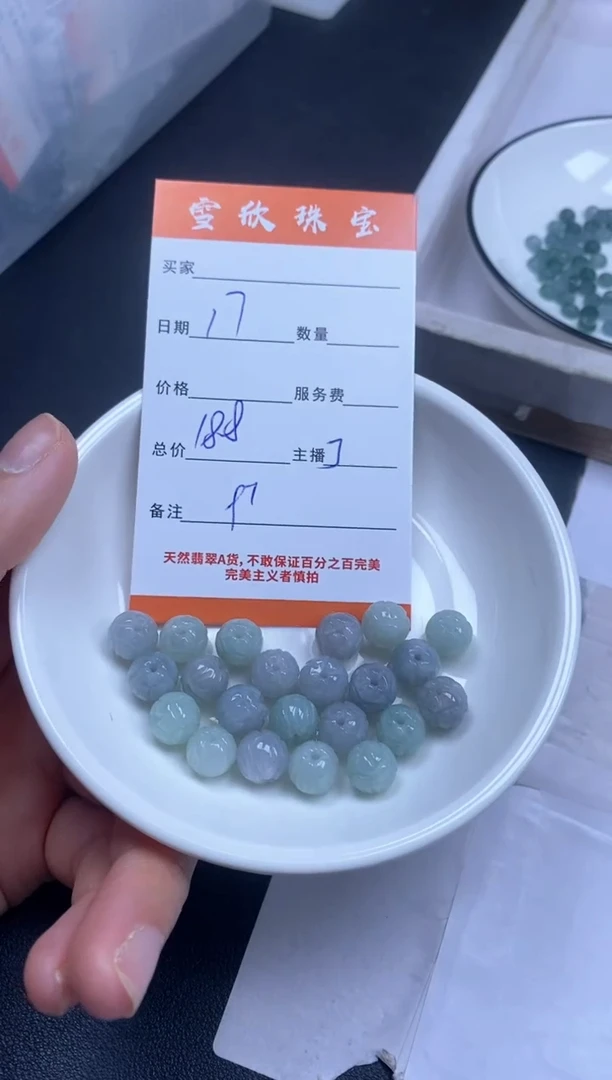 雪欣珠宝
买家
日期 17 数量
价格 服务费
总价 188 主播
备注
天然翡翠A货,不敢保证百分之百完美
完美主义者慎拍